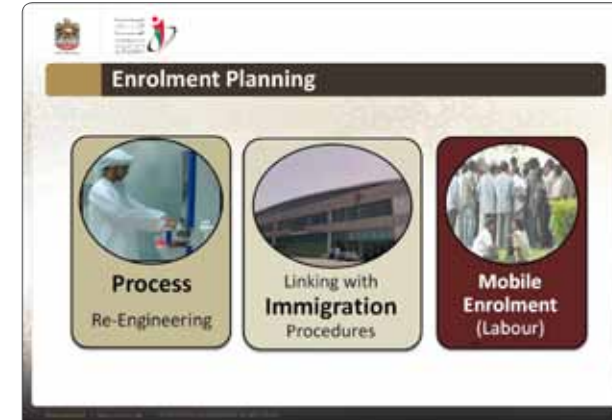 Enrolment Planning
Process
Re-Engineering
Linking with
Immigration
Procedures
Mobile
Enrolment
(Labour)